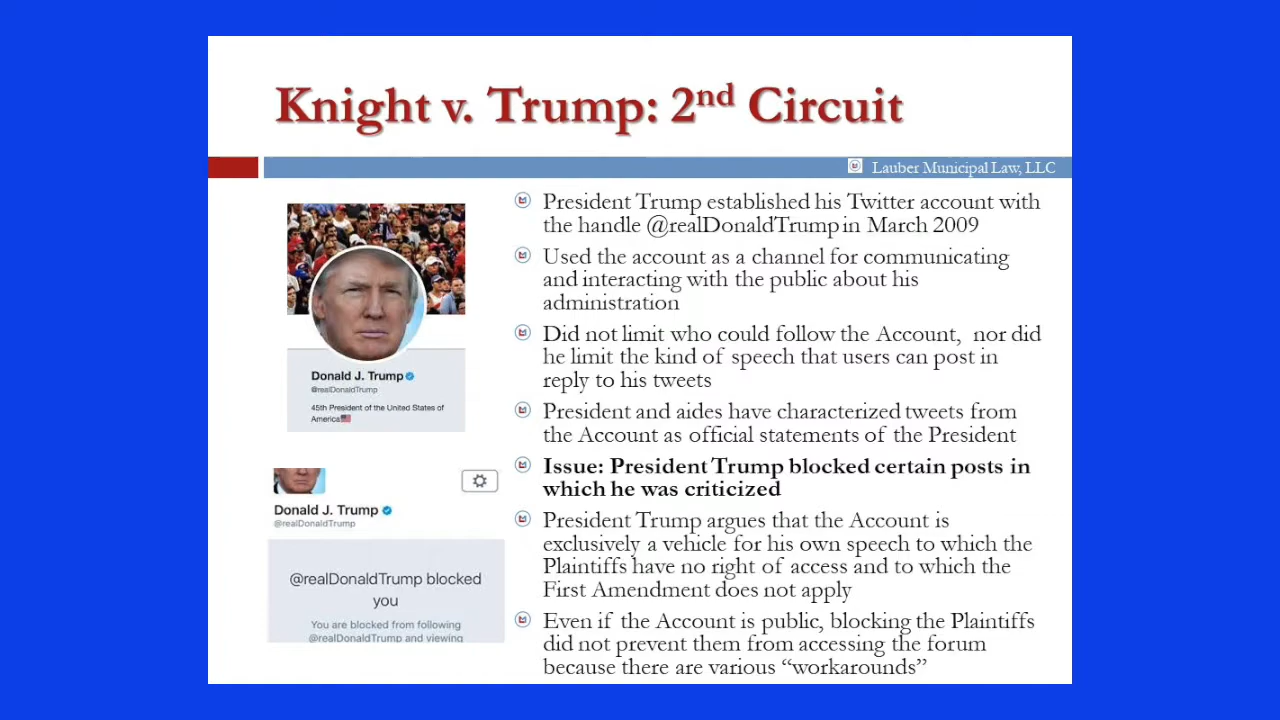 Knight v. Trump: 2nd Circuit
Lauber Municipal Law, LLC
President Trump established his Twitter account with
the handle @realDonaldTrump in March 2009
Used the account as a channel for communicating
and interacting with the public about his
administration
Did not limit who could follow the Account, nor did
he limit the kind of speech that users can post in
reply to his tweets
President and aides have characterized tweets from
the Account as official statements of the President
Issue: President Trump blocked certain posts in
which he was criticized
President Trump argues that the Account is
exclusively a vehicle for his own speech to which the
Plaintiffs have no right of access and to which the
First Amendment does not apply
Even if the Account is public, blocking the Plaintiffs
did not prevent them from accessing the forum
because there are various “workarounds”
Donald J. Trump
@realDonaldTrump
45th President of the United States of
America
Donald J. Trump
@realDonaldTrump
@realDonaldTrump blocked
you
You are blocked from following
@realDonaldTrump and viewing